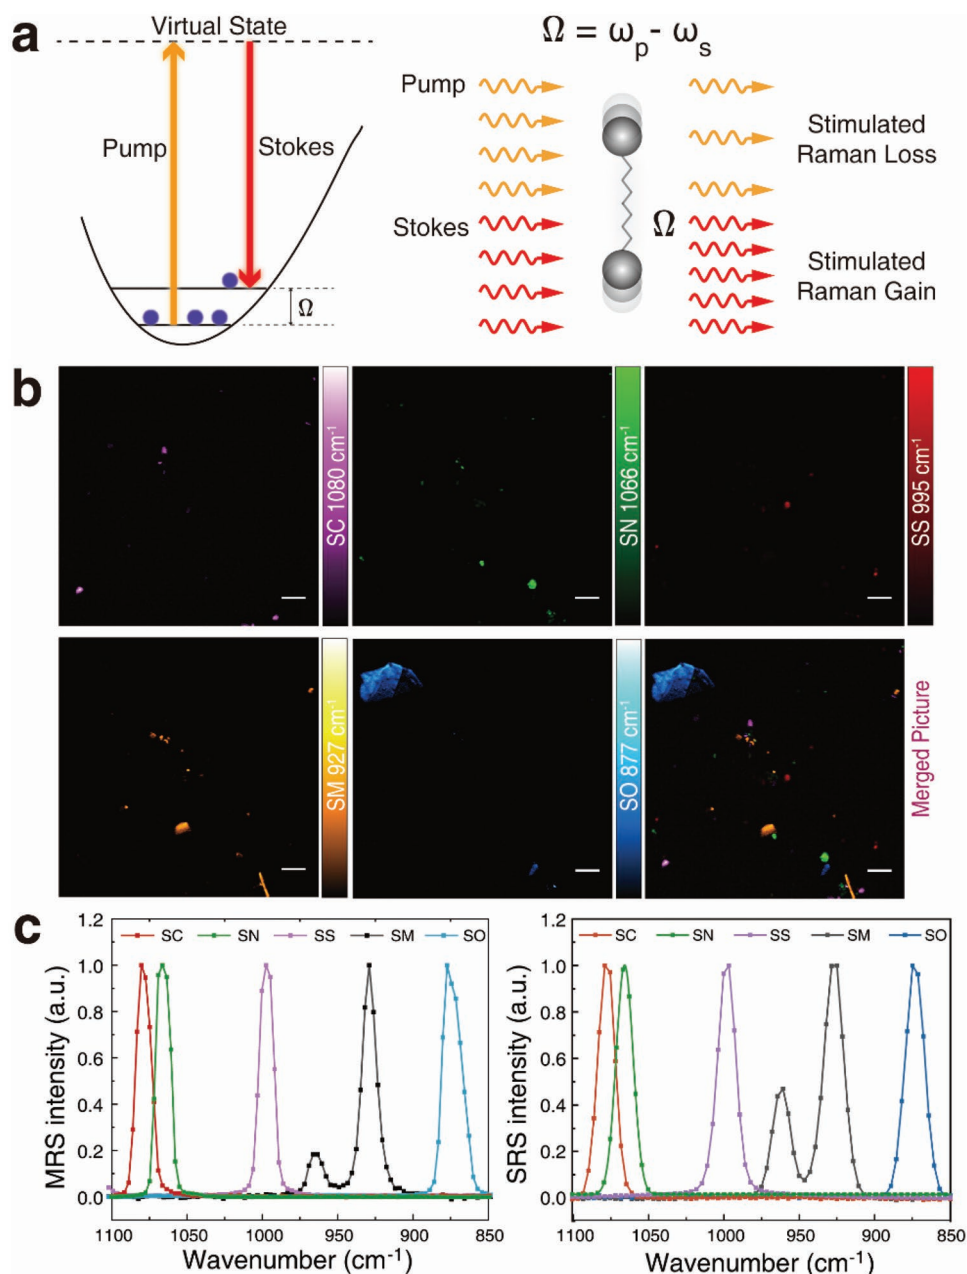 a
Virtual State
Pump
Stokes
Ω
Ω = ωp - ωs
Pump
Stokes
Ω
Stimulated
Raman Loss
Stimulated
Raman Gain
b
SC 1080 cm⁻¹
SN 1066 cm⁻¹
SS 995 cm⁻¹
SM 927 cm⁻¹
SO 877 cm⁻¹
Merged Picture
c
SC SN SS SM SO
MRS intensity (a.u.)
1.2
1.0
0.8
0.6
0.4
0.2
0.0
1100 1050 1000 950 900 850
Wavenumber (cm⁻¹)
SC SN SS SM SO
SRS intensity (a.u.)
1.2
1.0
0.8
0.6
0.4
0.2
0.0
1100 1050 1000 950 900 850
Wavenumber (cm⁻¹)